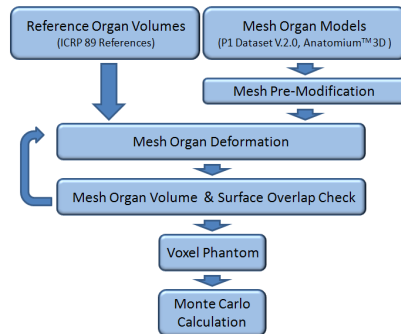 Reference Organ Volumes
(ICRP 89 References)
Mesh Organ Models
(P1 Dataset V.2.0, Anatomium™ 3D )
Mesh Pre-Modification
Mesh Organ Deformation
Mesh Organ Volume & Surface Overlap Check
Voxel Phantom
Monte Carlo
Calculation